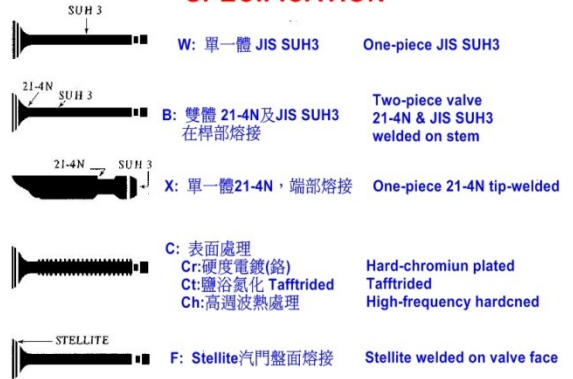 SPECIFICATION
SUH 3
W: 單一體 JIS SUH3 One-piece JIS SUH3
21-4N
SUH 3
B: 雙體 21-4N及JIS SUH3
在桿部熔接
Two-piece valve
21-4N & JIS SUH3
welded on stem
21-4N SUH 3
X: 單一體21-4N，端部熔接 One-piece 21-4N tip-welded
C: 表面處理
Cr:硬度電鍍(鉻) Hard-chromiun plated
Ct:鹽浴氮化 Tafftrided Tafftrided
Ch:高週波熱處理 High-frequency hardcned
STELLITE
F: Stellite汽門盤面熔接 Stellite welded on valve face